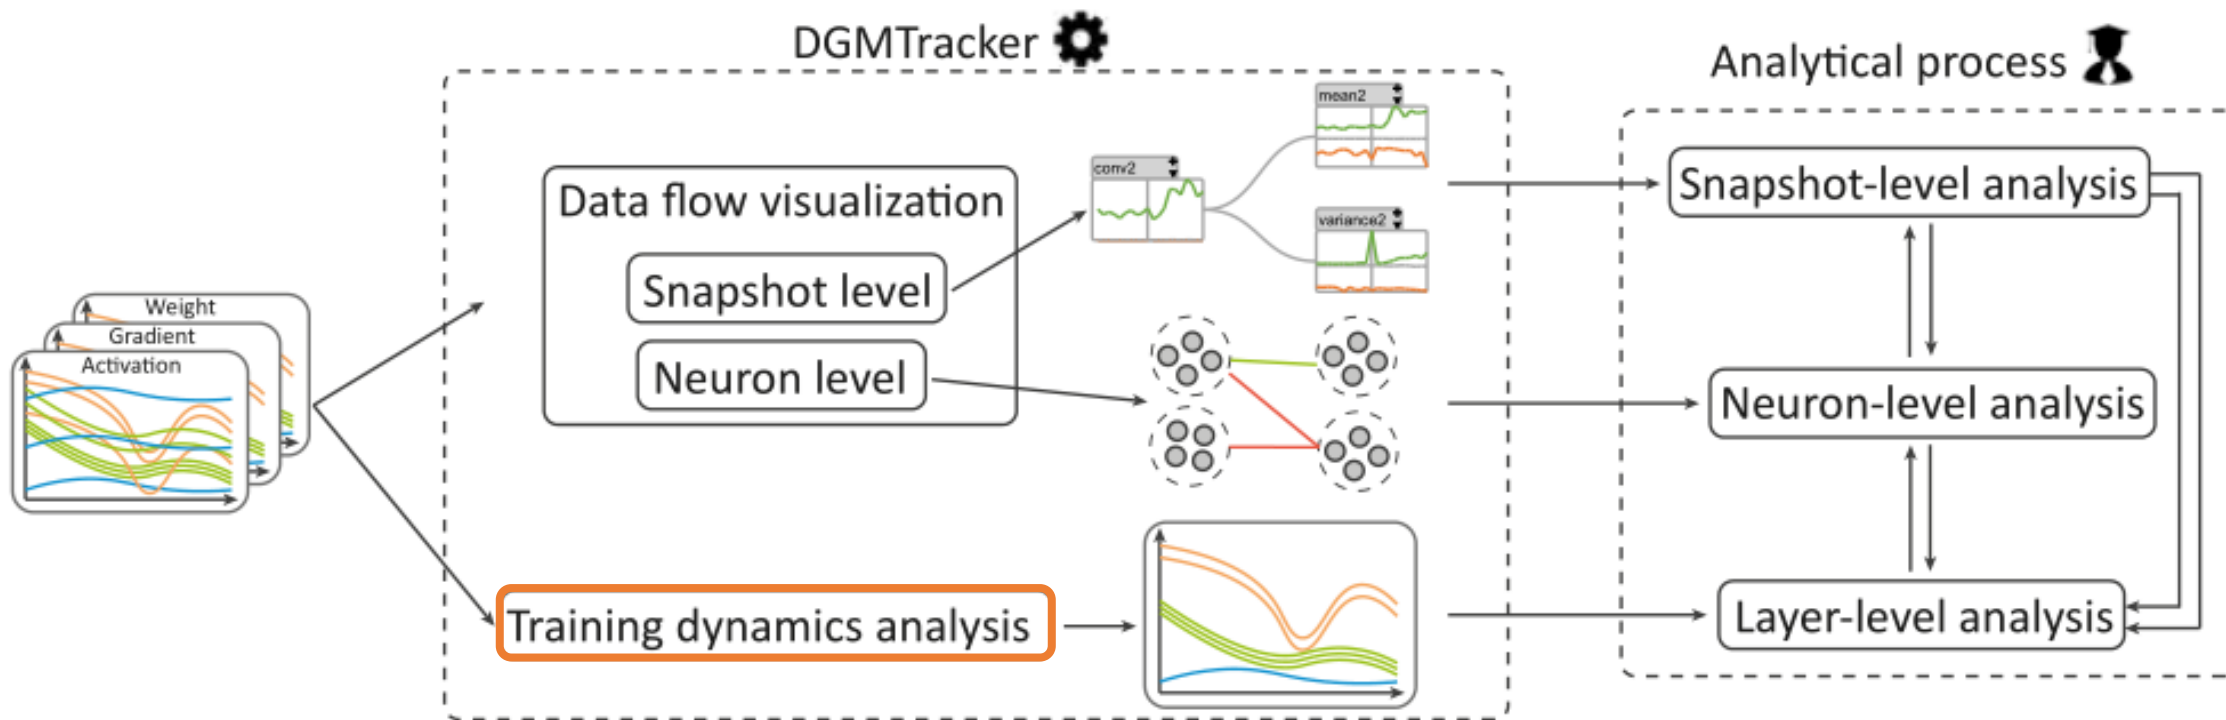 DGMTracker
Analytical process
mean2
conv2
Data flow visualization
Snapshot-level analysis
variance2
Snapshot level
Weight
Gradient
Activation
Neuron level
Neuron-level analysis
Training dynamics analysis
Layer-level analysis